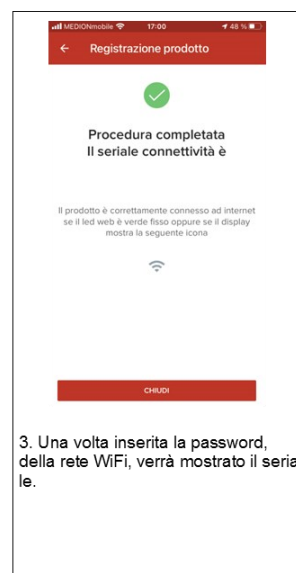 MEDIONmobile 17:00 48 %
Registrazione prodotto
Procedura completata
Il seriale connettività è
Il prodotto è correttamente connesso ad internet
se il led web è verde fisso oppure se il display
mostra la seguente icona
CHIUDI
3. Una volta inserita la password,
della rete WiFi, verrà mostrato il seria
le.